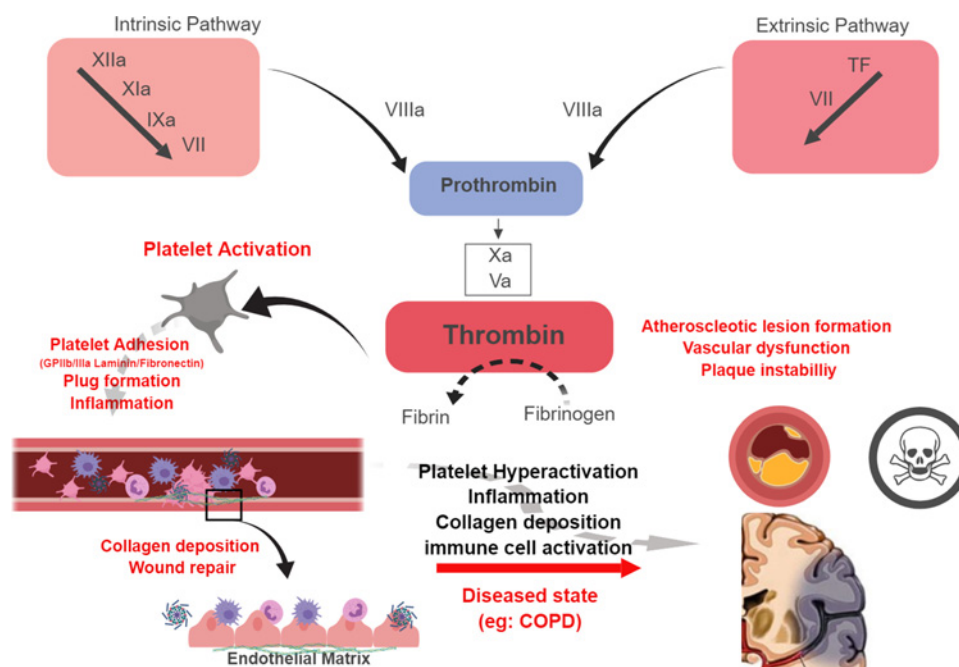 Intrinsic Pathway
Extrinsic Pathway
XIIa
XIa
IXa
VII
VIIIa
VIIIa
TF
VII
Prothrombin
Xa
Va
Platelet Activation
Thrombin
Platelet Adhesion
(GPIIb/IIIa Laminin/Fibronectin)
Plug formation
Inflammation
Fibrin
Fibrinogen
Atheroscleotic lesion formation
Vascular dysfunction
Plaque instabilliy
Platelet Hyperactivation
Inflammation
Collagen deposition
immune cell activation
Collagen deposition
Wound repair
Diseased state
(eg: COPD)
Endothelial Matrix